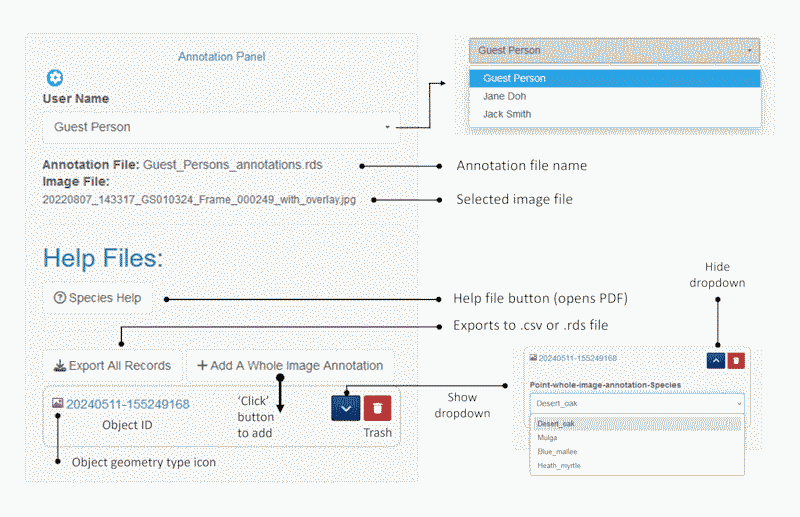 Annotation Panel
User Name
Guest Person
Annotation File: Guest_Persons_annotations.rds
Image File:
20220807_143317_GS010324_Frame_000249_with_overlay.jpg
Help Files:
Species Help
Export All Records
Add A Whole Image Annotation
20240511-155249168
Object ID
'Click'
button
to add
Trash
Object geometry type icon
Guest Person
Guest Person
Jane Doh
Jack Smith
Annotation file name
Selected image file
Help file button (opens PDF)
Exports to .csv or .rds file
Show
dropdown
Hide
dropdown
20240511-155249168
Point-whole-image-annotation-Species
Desert_oak
Desert_oak
Mulga
Blue_mallee
Heath_myrtle